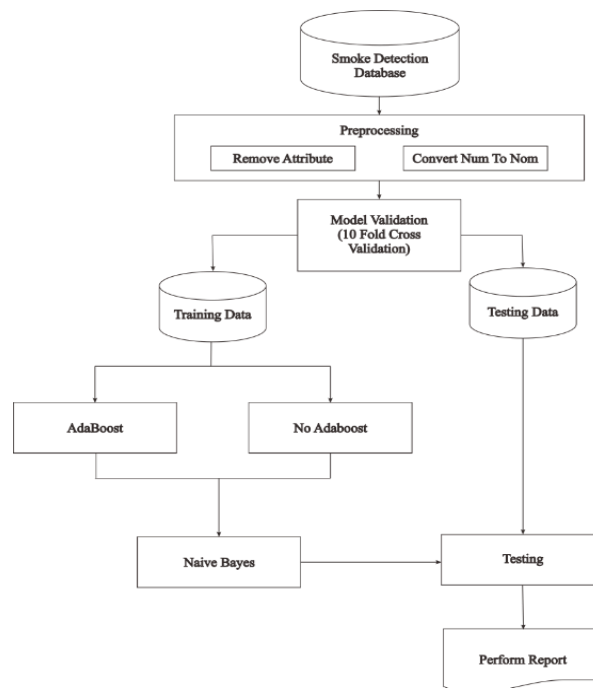 Smoke Detection
Database
Preprocessing
Remove Attribute
Convert Num To Nom
Model Validation
(10 Fold Cross
Validation)
Training Data
Testing Data
AdaBoost
No Adaboost
Naive Bayes
Testing
Perform Report